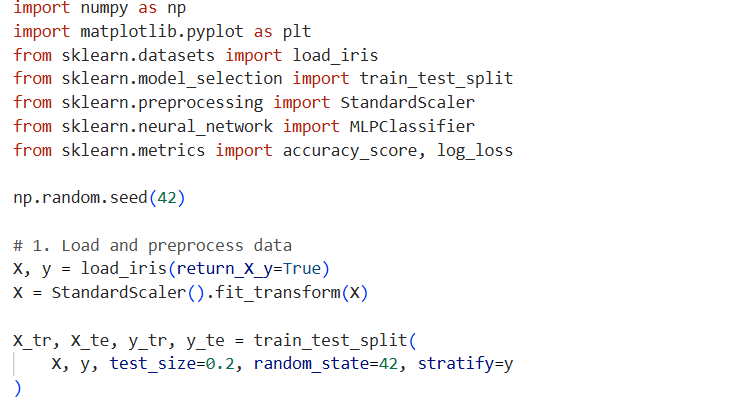 import numpy as np
import matplotlib.pyplot as plt
from sklearn.datasets import load_iris
from sklearn.model_selection import train_test_split
from sklearn.preprocessing import StandardScaler
from sklearn.neural_network import MLPClassifier
from sklearn.metrics import accuracy_score, log_loss

np.random.seed(42)

# 1. Load and preprocess data
X, y = load_iris(return_X_y=True)
X = StandardScaler().fit_transform(X)

X_tr, X_te, y_tr, y_te = train_test_split(
    X, y, test_size=0.2, random_state=42, stratify=y
)